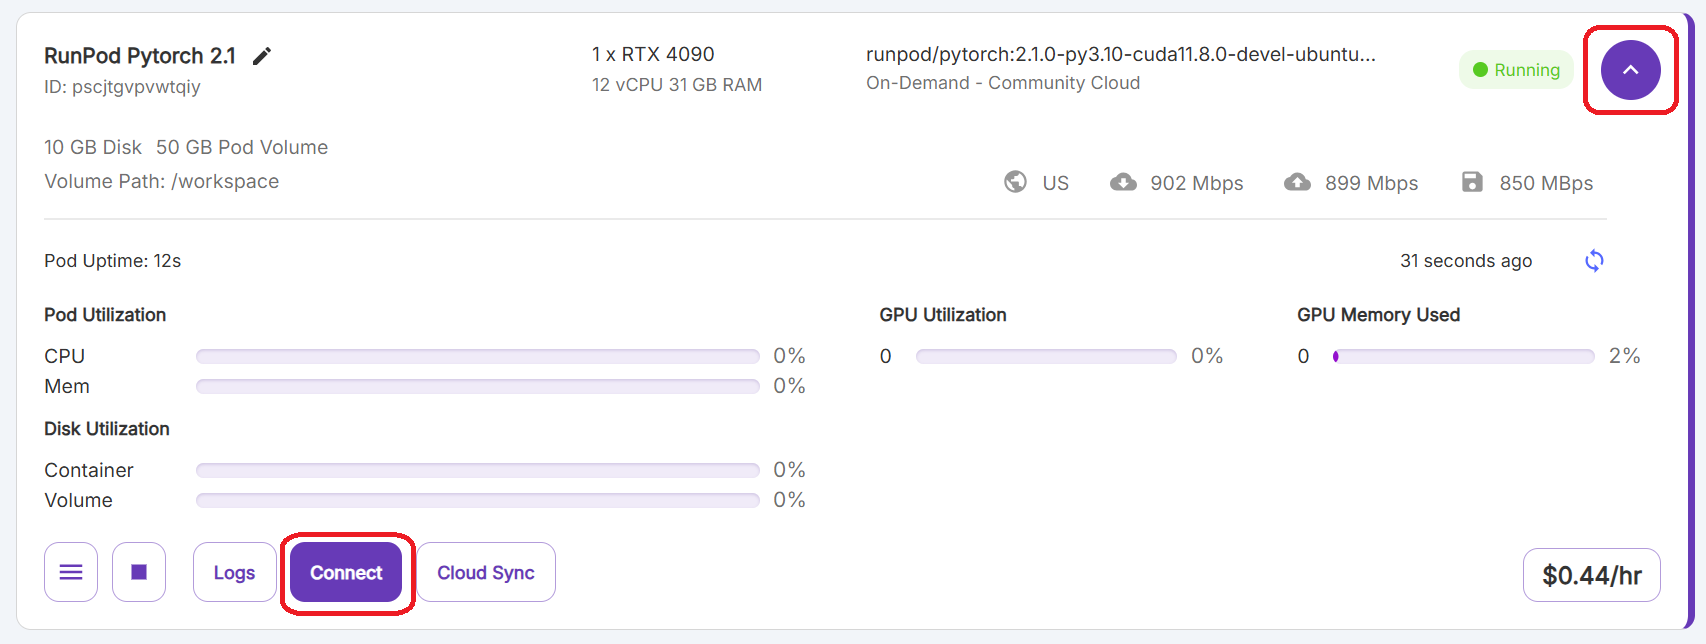 RunPod Pytorch 2.1
ID: pscjtgvpvwtqiy
1 x RTX 4090
12 vCPU 31 GB RAM
runpod/pytorch:2.1.0-py3.10-cuda11.8.0-devel-ubuntu...
On-Demand - Community Cloud
Running
10 GB Disk 50 GB Pod Volume
Volume Path: /workspace
US 902 Mbps 899 Mbps 850 MBps
Pod Uptime: 12s
31 seconds ago
Pod Utilization
CPU 0%
Mem 0%
GPU Utilization
0 0%
GPU Memory Used
0 2%
Disk Utilization
Container 0%
Volume 0%
Logs Connect Cloud Sync
$0.44/hr